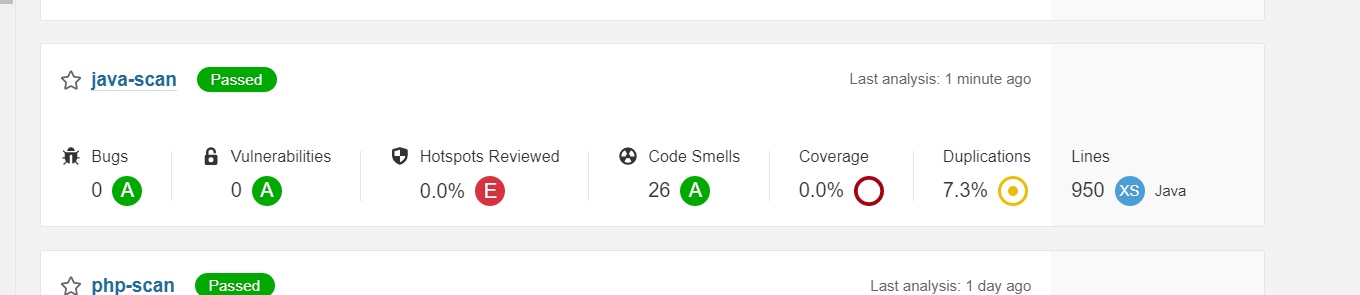 java-scan Passed Last analysis: 1 minute ago
Bugs Vulnerabilities Hotspots Reviewed Code Smells Coverage Duplications Lines
0 A 0 A 0.0% E 26 A 0.0% 7.3% 950 XS Java
php-scan Passed Last analysis: 1 day ago